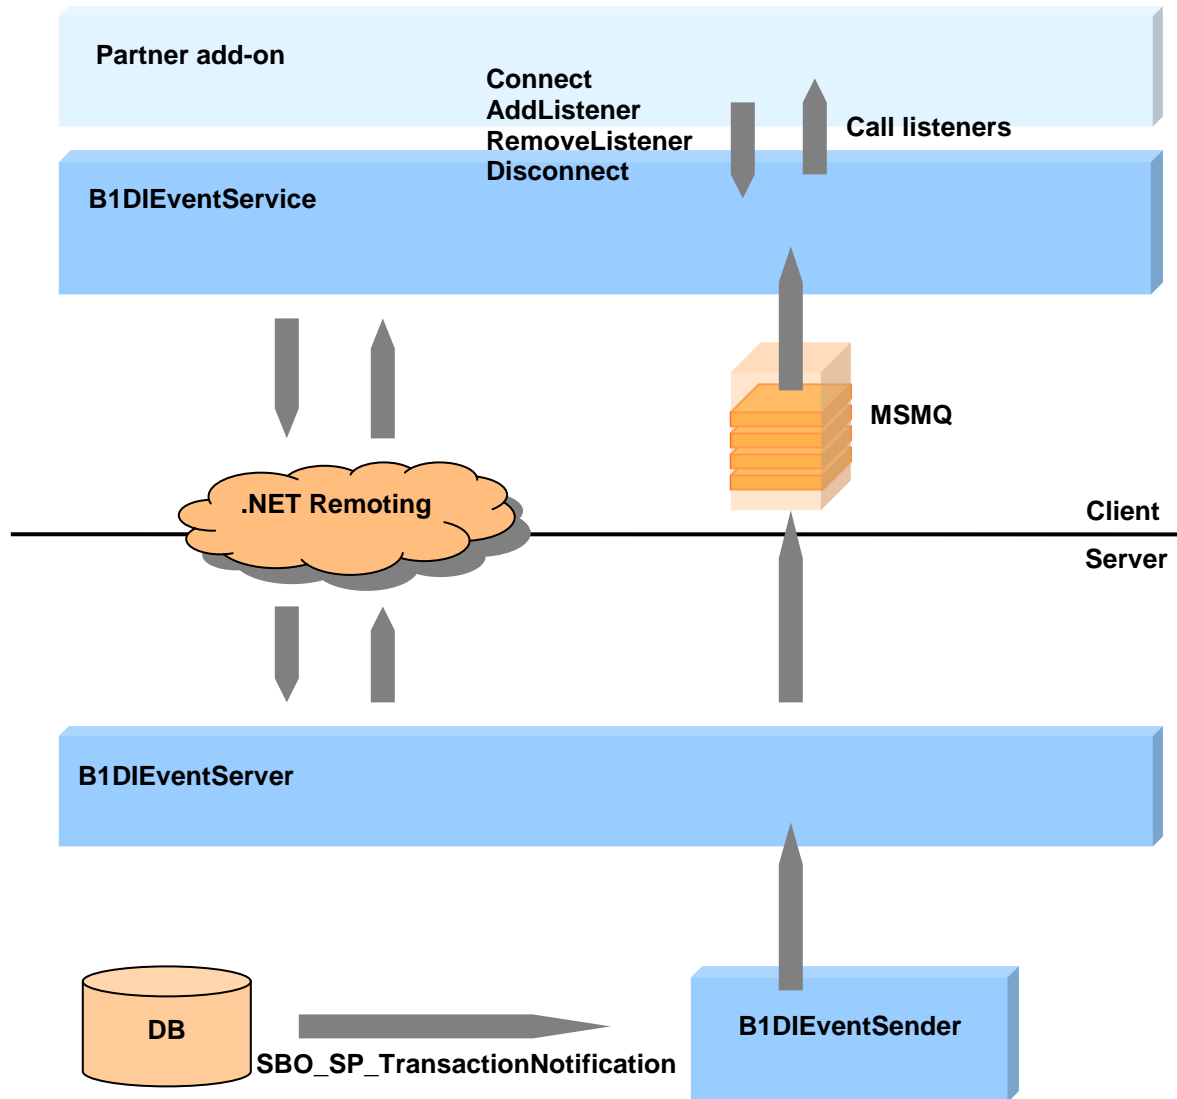 Partner add-on
Connect
AddListener
RemoveListener
Disconnect
Call listeners
B1DIEventService
MSMQ
.NET Remoting
Client
Server
B1DIEventServer
DB
SBO_SP_TransactionNotification
B1DIEventSender